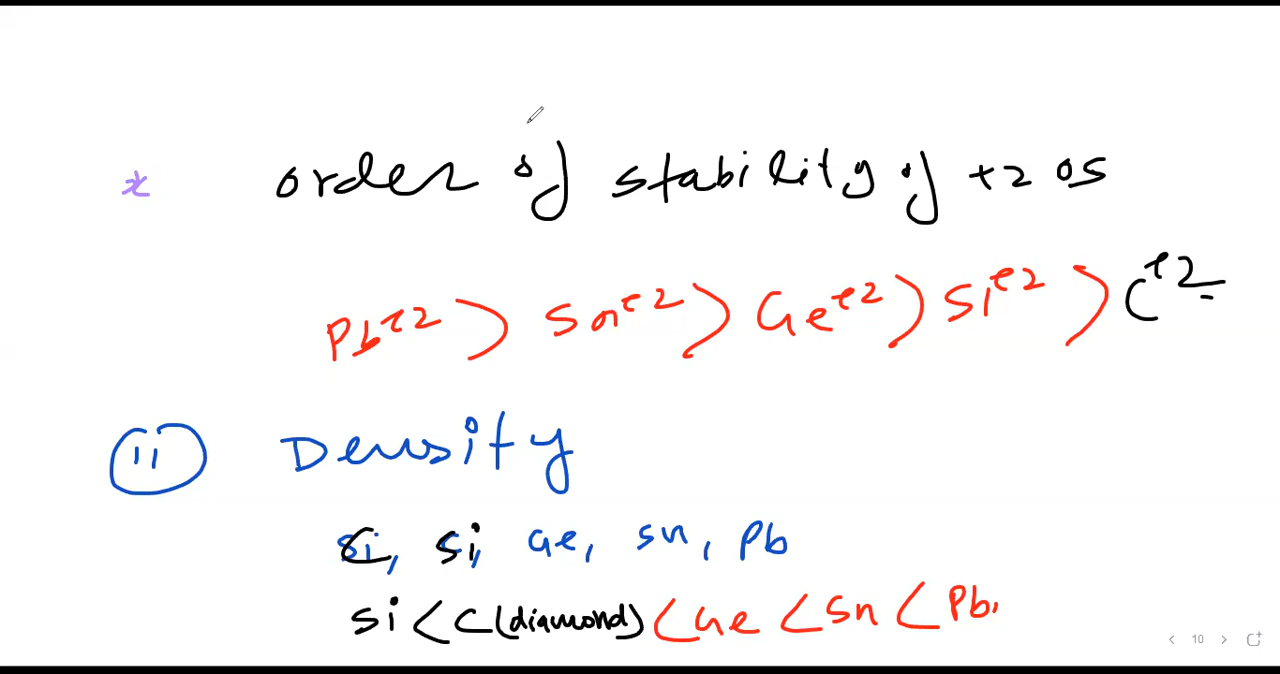 * order of stability of +2 os
Pb+2 > Sn+2 > Ge+2 > Si+2 > C+2
(ii) Density
C, Si, Ge, Sn, Pb
Si < C (diamond) < Ge < Sn < Pb.
< 10 >